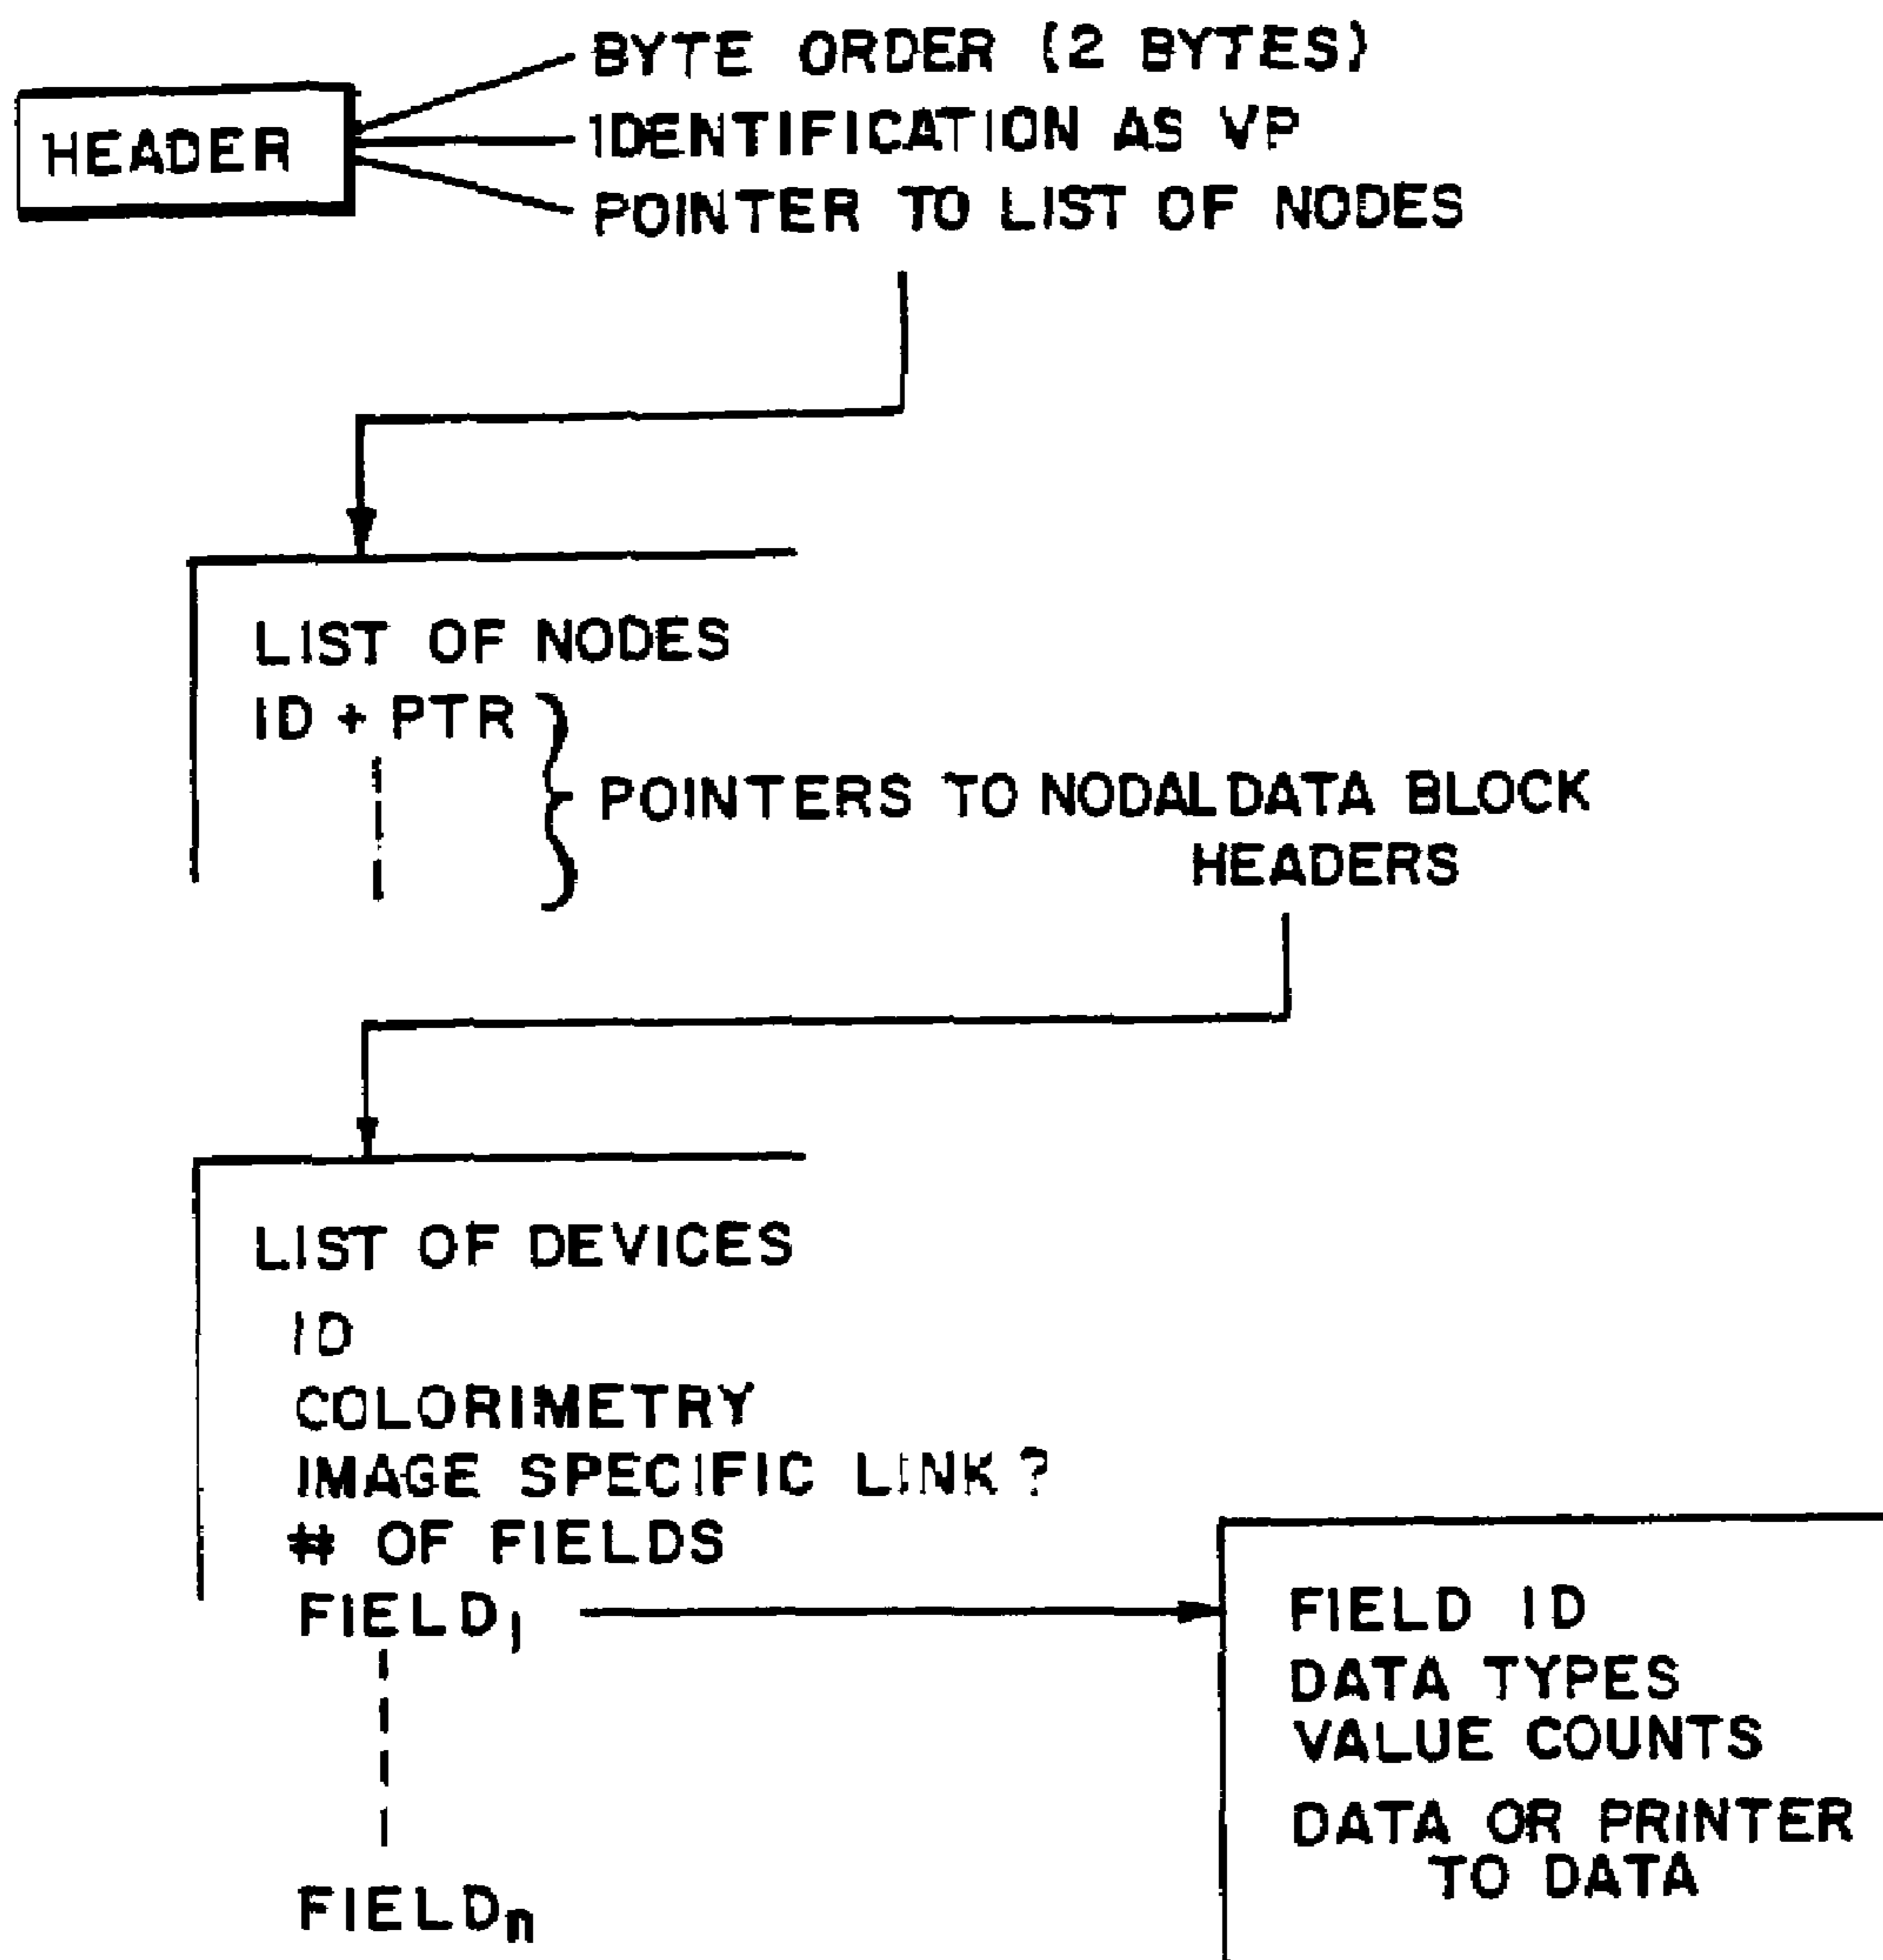 HEADER
BYTE ORDER (2 BYTES)
IDENTIFICATION AS VP
POINTER TO LIST OF NODES
LIST OF NODES
ID + PTR
POINTERS TO NODAL DATA BLOCK
HEADERS
LIST OF DEVICES
ID
COLORIMETRY
IMAGE SPECIFIC LINK ?
# OF FIELDS
FIELD1
FIELDn
FIELD ID
DATA TYPES
VALUE COUNTS
DATA OR PRINTER
TO DATA